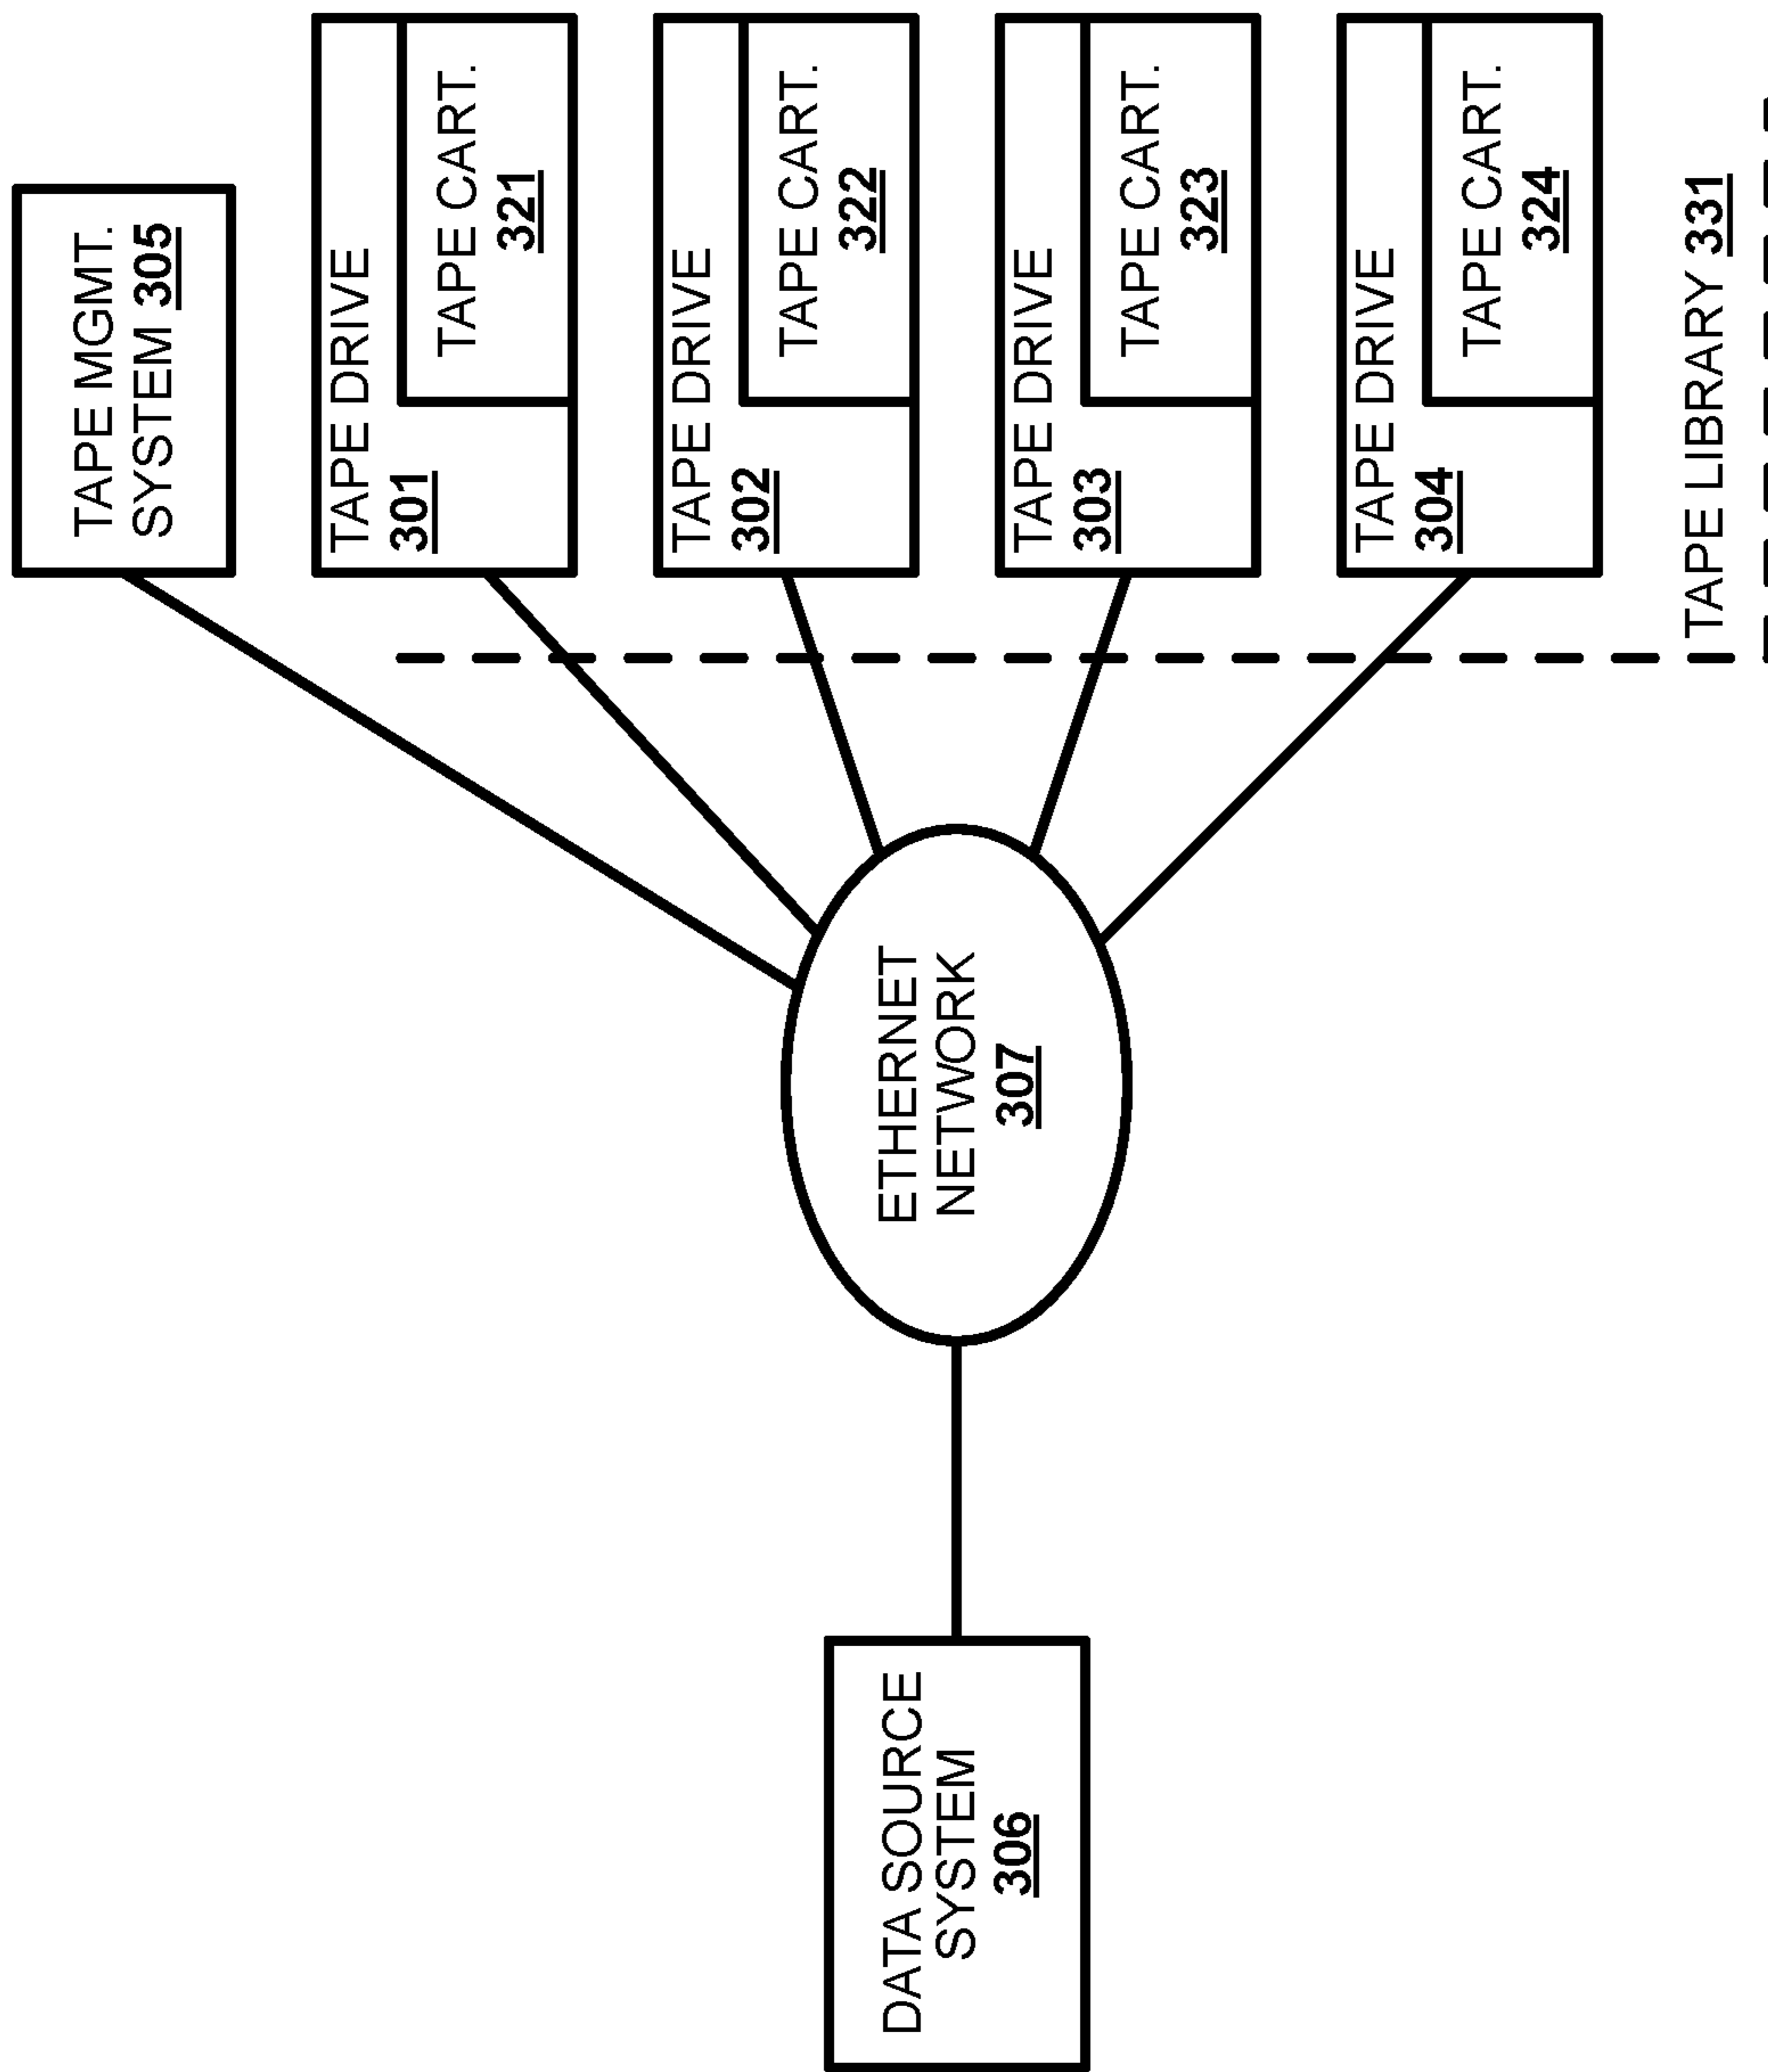 TAPE MGMT.
SYSTEM 305
TAPE DRIVE
301
TAPE CART.
321
TAPE DRIVE
302
TAPE CART.
322
TAPE DRIVE
303
TAPE CART.
323
TAPE DRIVE
304
TAPE CART.
324
TAPE LIBRARY 331
ETHERNET
NETWORK
307
DATA SOURCE
SYSTEM
306